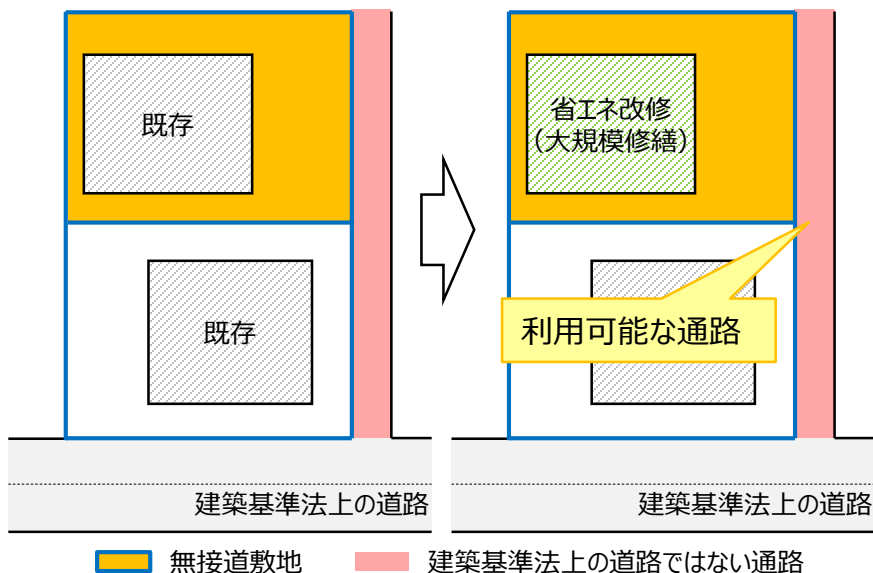 既存
既存
建築基準法上の道路
省エネ改修
(大規模修繕)
利用可能な通路
建築基準法上の道路
無接道敷地
建築基準法上の道路ではない通路